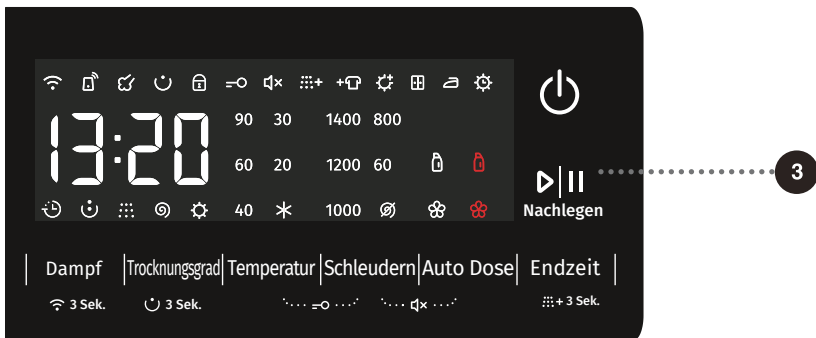 13:20
90 30 1400 800
60 20 1200 60
40 1000
3
Nachlegen
Dampf Trocknungsgrad Temperatur Schleudern Auto Dose Endzeit
3 Sek. 3 Sek. + 3 Sek.